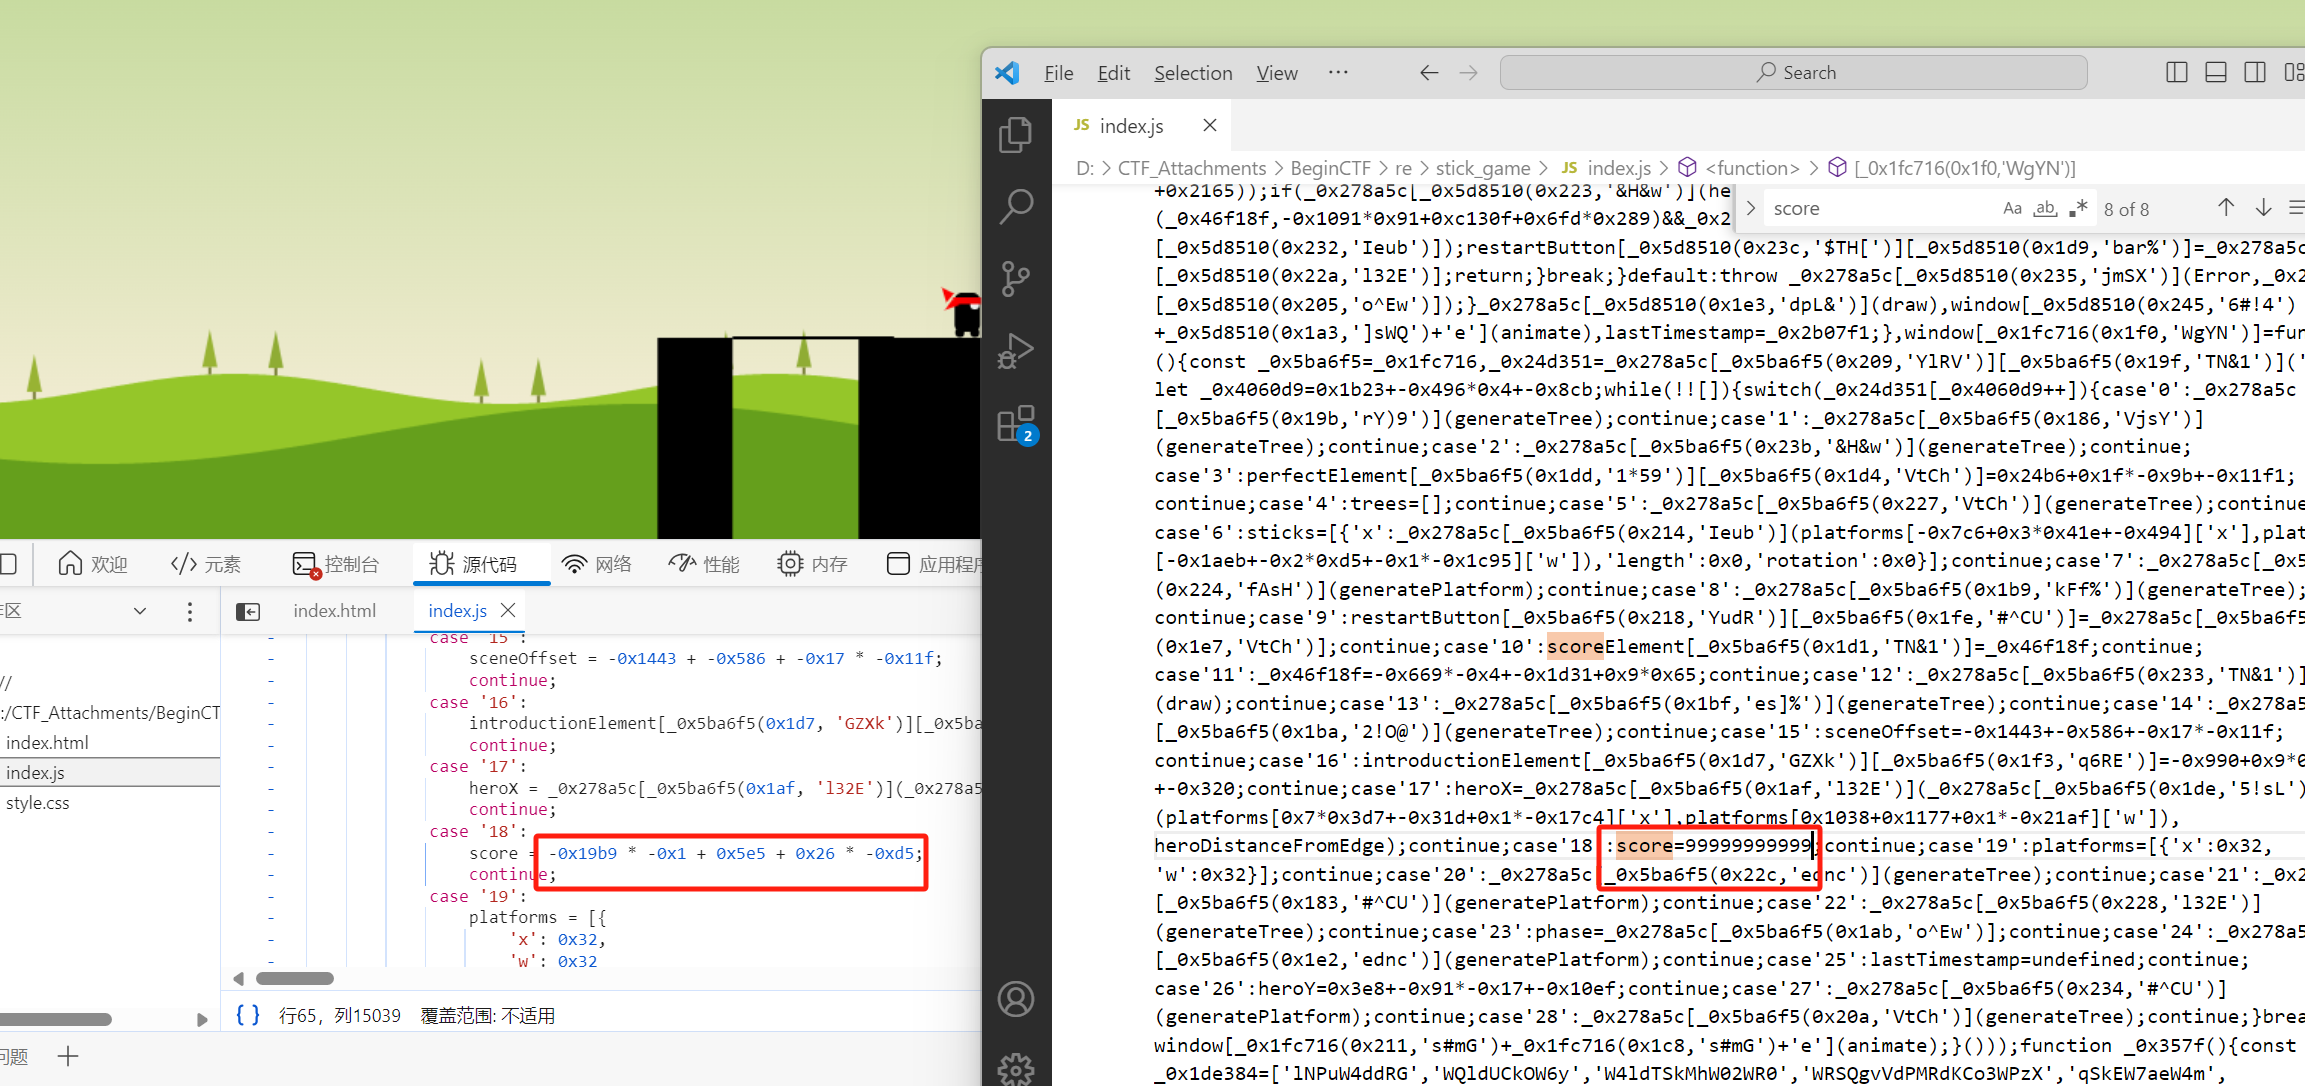 File Edit Selection View ··· Search
JS index.js
D: > CTF_Attachments > BeginCTF > re > stick_game > JS index.js > <function> > [_0x1fc716(0x1f0,'WgYN')]
score Aa ab 8 of 8
+0x2165));if(_0x278a5c[_0x5d8510(0x223,'&H&w')](he
(_0x46f18f,-0x1091*0x91+0xc130f+0x6fd*0x289)&&_0x2
[_0x5d8510(0x232,'Ieub')]);restartButton[_0x5d8510(0x23c,'$TH[')][_0x5d8510(0x1d9,'bar%')]=_0x278a5c
[_0x5d8510(0x22a,'l32E')];return;}break;}default:throw _0x278a5c[_0x5d8510(0x235,'jmSX')](Error,_0x2
[_0x5d8510(0x205,'o^Ew')]);}_0x278a5c[_0x5d8510(0x1e3,'dpL&')](draw),window[_0x5d8510(0x245,'6#!4')
+_0x5d8510(0x1a3,']sWQ')+'e'](animate),lastTimestamp=_0x2b07f1;},window[_0x1fc716(0x1f0,'WgYN')]=fun
(){const _0x5ba6f5=_0x1fc716,_0x24d351=_0x278a5c[_0x5ba6f5(0x209,'YlRV')][_0x5ba6f5(0x19f,'TN&1')]('
let _0x4060d9=0x1b23+-0x496*0x4+-0x8cb;while(!![]){switch(_0x24d351[_0x4060d9++]){case'0':_0x278a5c
[_0x5ba6f5(0x19b,'rY)9')](generateTree);continue;case'1':_0x278a5c[_0x5ba6f5(0x186,'VjsY')]
(generateTree);continue;case'2':_0x278a5c[_0x5ba6f5(0x23b,'&H&w')](generateTree);continue;
case'3':perfectElement[_0x5ba6f5(0x1dd,'1*59')][_0x5ba6f5(0x1d4,'VtCh')]=0x24b6+0x1f*-0x9b+-0x11f1;
continue;case'4':trees=[];continue;case'5':_0x278a5c[_0x5ba6f5(0x227,'VtCh')](generateTree);continue
case'6':sticks=[{'x':_0x278a5c[_0x5ba6f5(0x214,'Ieub')](platforms[-0x7c6+0x3*0x41e+-0x494]['x'],plat
[-0x1aeb+-0x2*0xd5+-0x1*-0x1c95]['w']),'length':0x0,'rotation':0x0}];continue;case'7':_0x278a5c[_0x5
(0x224,'fAsH')](generatePlatform);continue;case'8':_0x278a5c[_0x5ba6f5(0x1b9,'kFf%')](generateTree);
continue;case'9':restartButton[_0x5ba6f5(0x218,'YudR')][_0x5ba6f5(0x1fe,'#^CU')]=_0x278a5c[_0x5ba6f5
(0x1e7,'VtCh')];continue;case'10':scoreElement[_0x5ba6f5(0x1d1,'TN&1')]=_0x46f18f;continue;
case'11':_0x46f18f=-0x669*-0x4+-0x1d31+0x9*0x65;continue;case'12':_0x278a5c[_0x5ba6f5(0x233,'TN&1')]
(draw);continue;case'13':_0x278a5c[_0x5ba6f5(0x1bf,'es]%')](generateTree);continue;case'14':_0x278a5
[_0x5ba6f5(0x1ba,'2!O@')](generateTree);continue;case'15':sceneOffset=-0x1443+-0x586+-0x17*-0x11f;
continue;case'16':introductionElement[_0x5ba6f5(0x1d7,'GZXk')][_0x5ba6f5(0x1f3,'q6RE')]=-0x990+0x9*0
+-0x320;continue;case'17':heroX=_0x278a5c[_0x5ba6f5(0x1af,'l32E')](_0x278a5c[_0x5ba6f5(0x1de,'5!sL')
(platforms[0x7*0x3d7+-0x31d+0x1*-0x17c4]['x'],platforms[0x1038+0x1177+0x1*-0x21af]['w']),
heroDistanceFromEdge);continue;case'18':score=99999999999;continue;case'19':platforms=[{'x':0x32,
'w':0x32}];continue;case'20':_0x278a5c[_0x5ba6f5(0x22c,'ednc')](generateTree);continue;case'21':_0x2
[_0x5ba6f5(0x183,'#^CU')](generatePlatform);continue;case'22':_0x278a5c[_0x5ba6f5(0x228,'l32E')]
(generateTree);continue;case'23':phase=_0x278a5c[_0x5ba6f5(0x1ab,'o^Ew')];continue;case'24':_0x278a5
[_0x5ba6f5(0x1e2,'ednc')](generatePlatform);continue;case'25':lastTimestamp=undefined;continue;
case'26':heroY=0x3e8+-0x91*-0x17+-0x10ef;continue;case'27':_0x278a5c[_0x5ba6f5(0x234,'#^CU')]
(generatePlatform);continue;case'28':_0x278a5c[_0x5ba6f5(0x20a,'VtCh')](generateTree);continue;}brea
window[_0x1fc716(0x211,'s#mG')+_0x1fc716(0x1c8,'s#mG')+'e'](animate);}()));function _0x357f(){const
_0x1de384=['lNPuW4ddRG','WQldUCkOW6y','W4ldTSkMhW02WR0','WRSQgvVdPMRdKCo3WPzX','qSkEW7aeW4m',
2
欢迎 元素 控制台 源代码 网络 性能 内存 应用程序
作区
index.html index.js
//
:/CTF_Attachments/BeginCT
index.html
index.js
style.css
case '15':
sceneOffset = -0x1443 + -0x586 + -0x17 * -0x11f;
continue;
case '16':
introductionElement[_0x5ba6f5(0x1d7, 'GZXk')][_0x5ba
continue;
case '17':
heroX = _0x278a5c[_0x5ba6f5(0x1af, 'l32E')](_0x278a5
continue;
case '18':
score = -0x19b9 * -0x1 + 0x5e5 + 0x26 * -0xd5;
continue;
case '19':
platforms = [{
'x': 0x32,
'w': 0x32
{ } 行65，列15039 覆盖范围: 不适用
问题